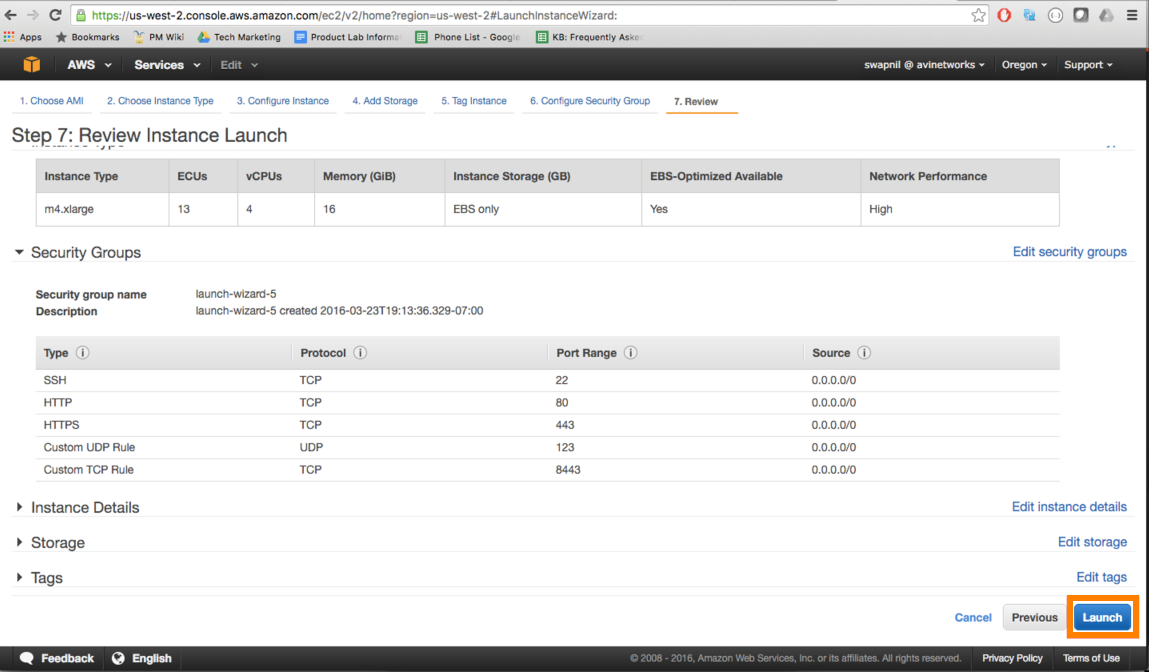 https://us-west-2.console.aws.amazon.com/ec2/v2/home?region=us-west-2#LaunchInstanceWizard:
Apps Bookmarks PM Wiki Tech Marketing Product Lab Informa Phone List - Google KB: Frequently Aske
AWS Services Edit swapnil @ avinetworks Oregon Support
1. Choose AMI 2. Choose Instance Type 3. Configure Instance 4. Add Storage 5. Tag Instance 6. Configure Security Group 7. Review
Step 7: Review Instance Launch
Instance Type ECUs vCPUs Memory (GiB) Instance Storage (GB) EBS-Optimized Available Network Performance
m4.xlarge 13 4 16 EBS only Yes High
Security Groups Edit security groups
Security group name launch-wizard-5
Description launch-wizard-5 created 2016-03-23T19:13:36.329-07:00
Type Protocol Port Range Source
SSH TCP 22 0.0.0.0/0
HTTP TCP 80 0.0.0.0/0
HTTPS TCP 443 0.0.0.0/0
Custom UDP Rule UDP 123 0.0.0.0/0
Custom TCP Rule TCP 8443 0.0.0.0/0
Instance Details Edit instance details
Storage Edit storage
Tags Edit tags
Cancel Previous Launch
Feedback English © 2008 - 2016, Amazon Web Services, Inc. or its affiliates. All rights reserved. Privacy Policy Terms of Use